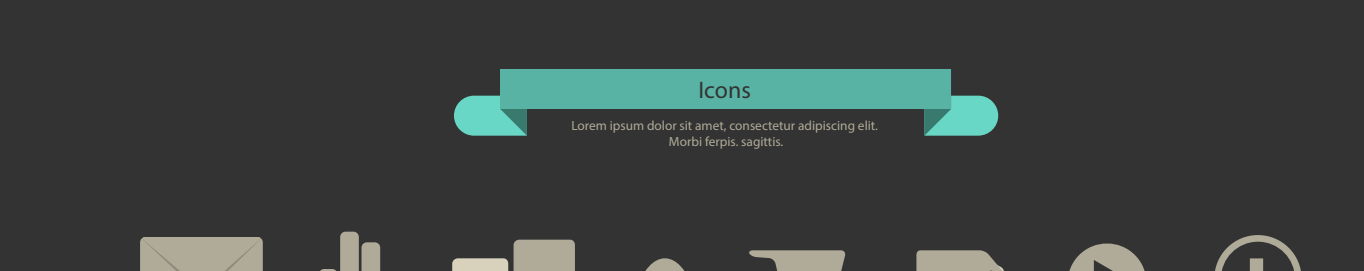 Icons
Lorem ipsum dolor sit amet, consectetur adipiscing elit.
Morbi ferpis. sagittis.